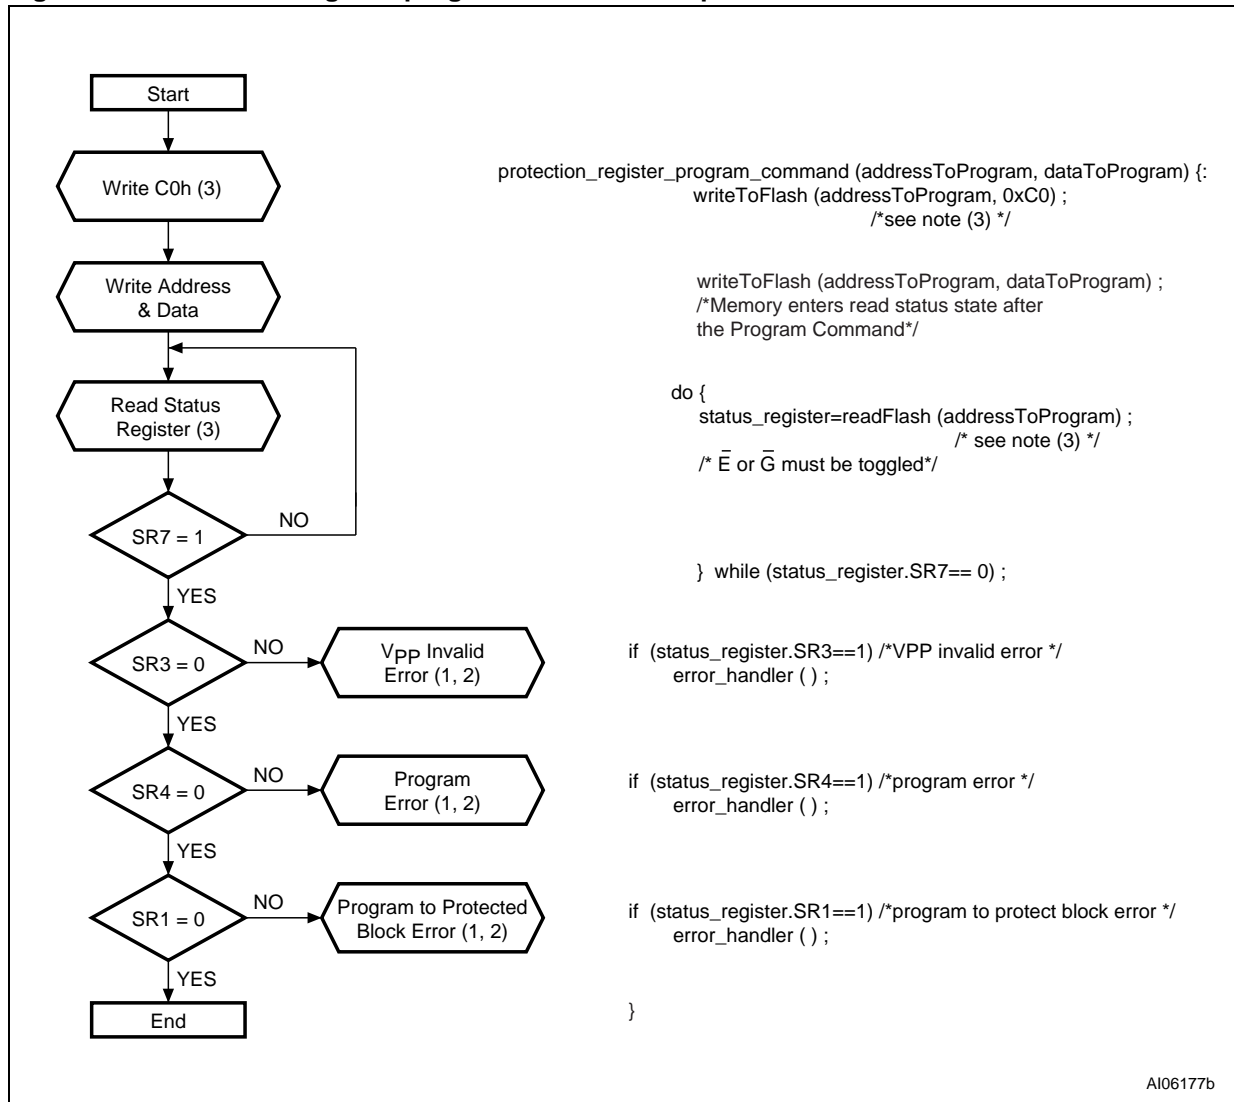 Start
Write C0h (3)
Write Address
& Data
Read Status
Register (3)
SR7 = 1
NO
YES
SR3 = 0
NO
VPP Invalid
Error (1, 2)
YES
SR4 = 0
NO
Program
Error (1, 2)
YES
SR1 = 0
NO
Program to Protected
Block Error (1, 2)
YES
End
protection_register_program_command (addressToProgram, dataToProgram) {:
writeToFlash (addressToProgram, 0xC0) ;
/*see note (3) */
writeToFlash (addressToProgram, dataToProgram) ;
/*Memory enters read status state after
the Program Command*/
do {
status_register=readFlash (addressToProgram) ;
/* see note (3) */
/* E̅ or G̅ must be toggled*/
} while (status_register.SR7== 0) ;
if (status_register.SR3==1) /*VPP invalid error */
error_handler ( ) ;
if (status_register.SR4==1) /*program error */
error_handler ( ) ;
if (status_register.SR1==1) /*program to protect block error */
error_handler ( ) ;
}
AI06177b